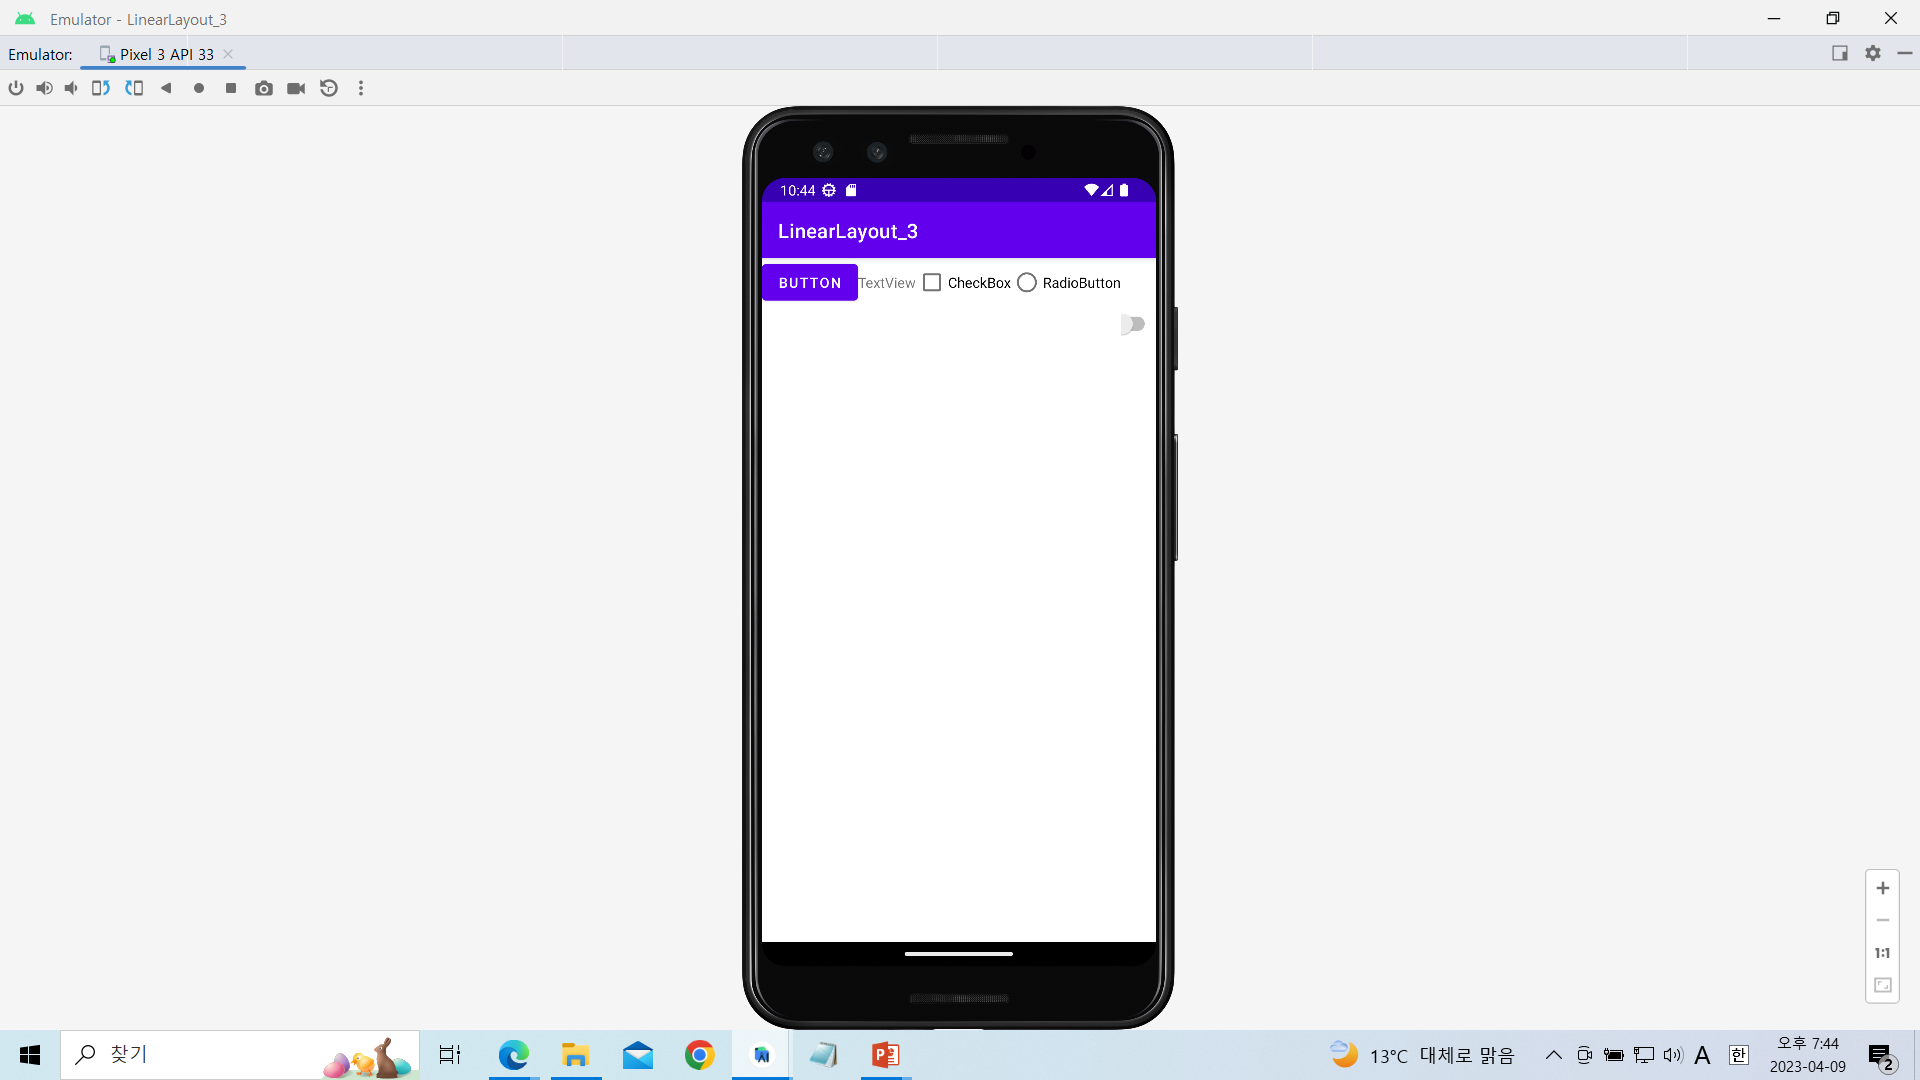 Emulator - LinearLayout_3
Emulator: Pixel 3 API 33
10:44
LinearLayout_3
BUTTON TextView CheckBox RadioButton
1:1
찾기
13°C 대체로 맑음 A 한 오후 7:44
2023-04-09 2